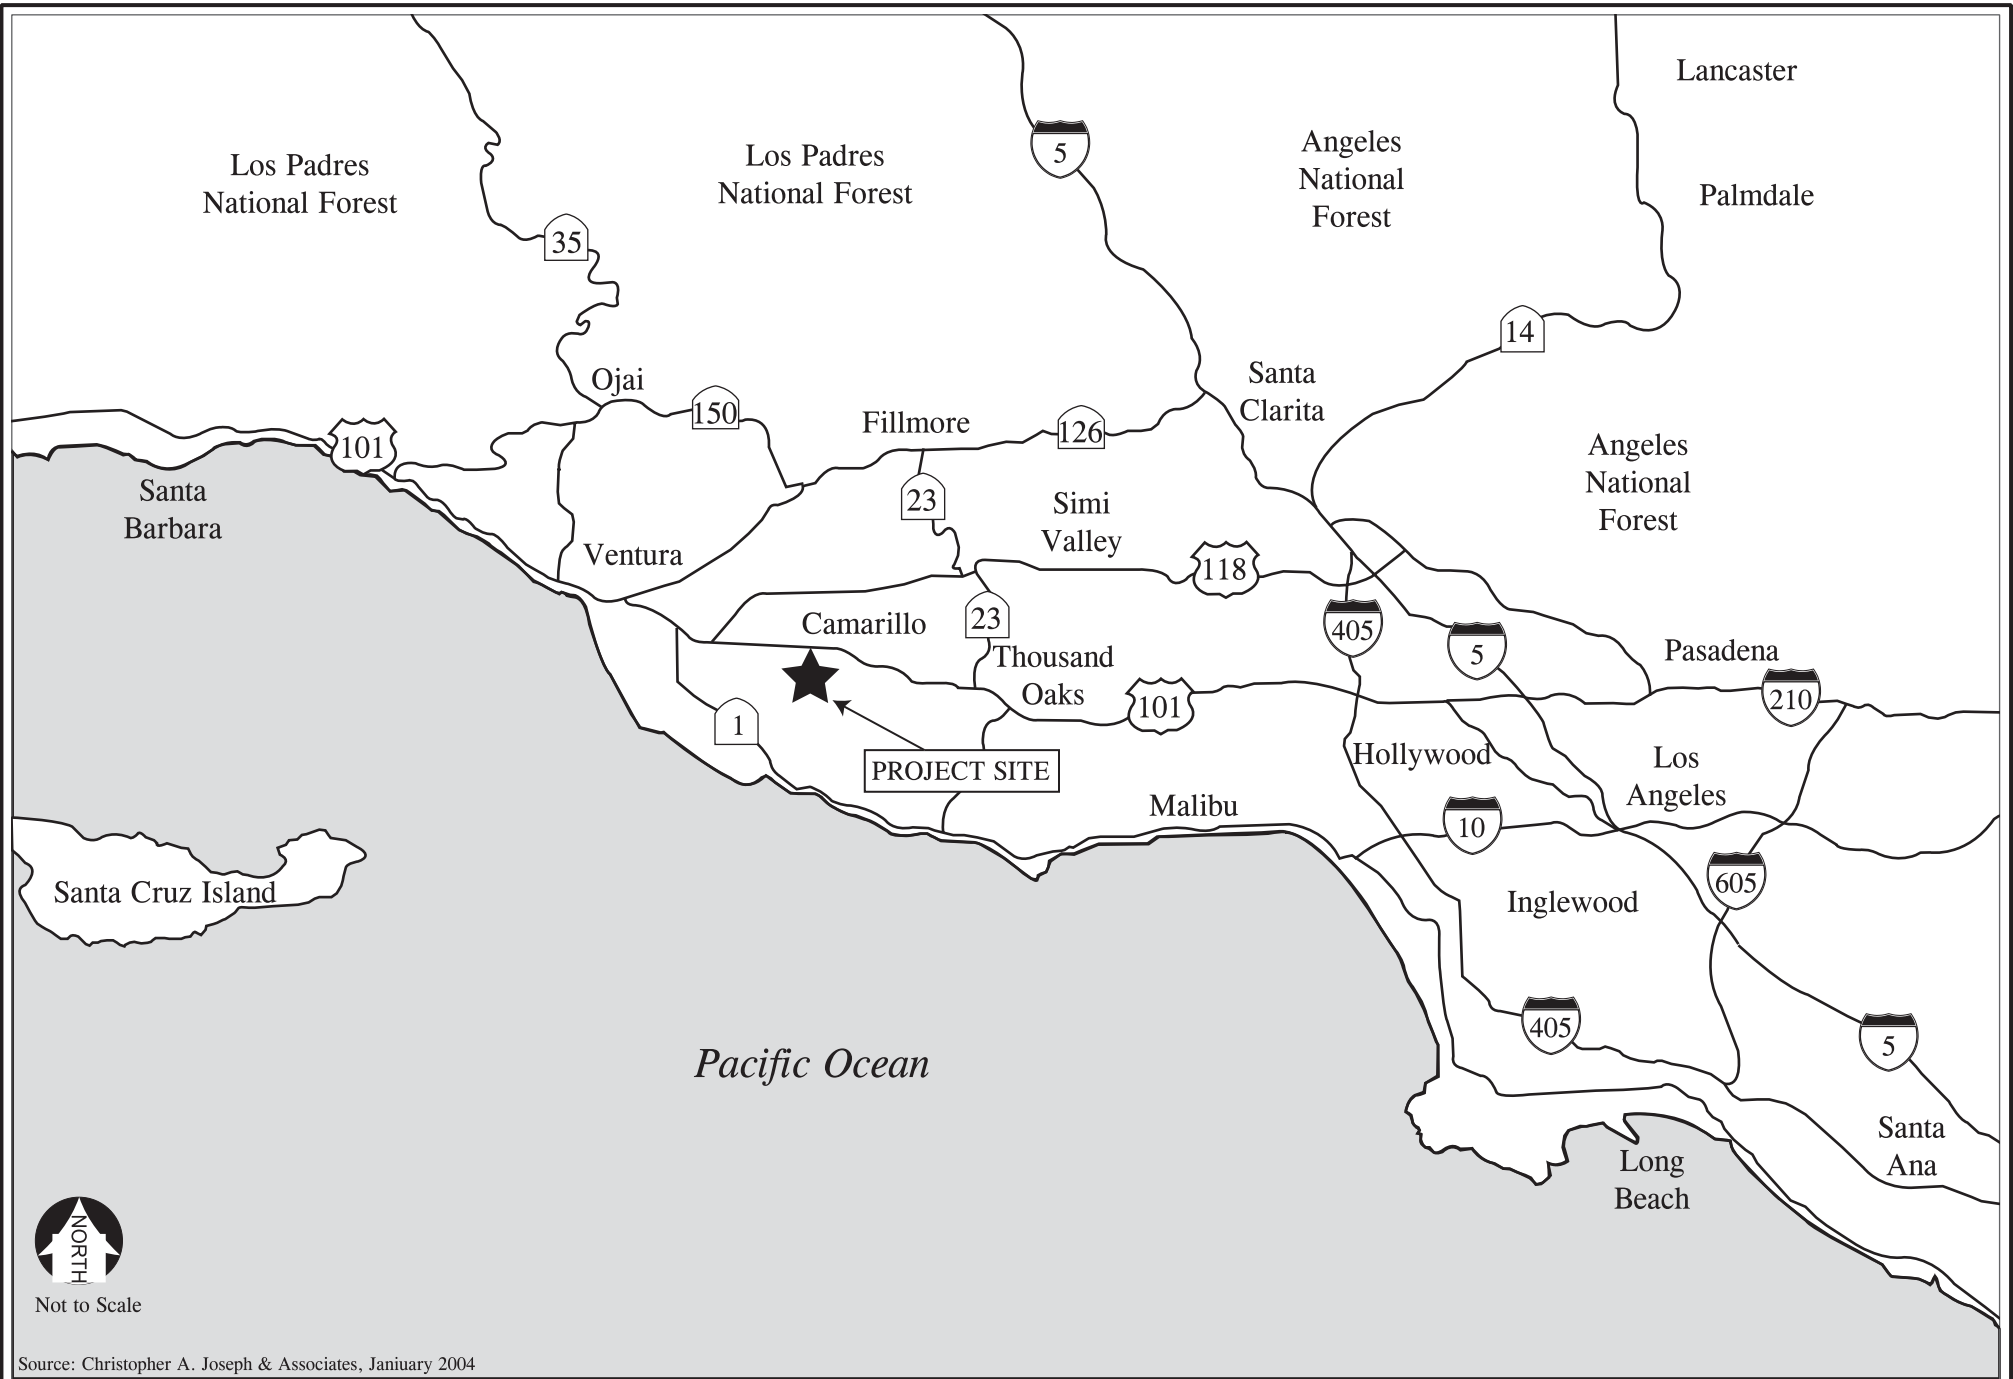 Lancaster
Los Padres
National Forest
Los Padres
National Forest
5
Angeles
National
Forest
Palmdale
35
14
Ojai
150
Fillmore
126
Santa
Clarita
101
Santa
Barbara
23
Simi
Valley
Angeles
National
Forest
Ventura
118
Camarillo
23
405
5
Thousand
Oaks
Pasadena
101
210
1
PROJECT SITE
Hollywood
Los
Angeles
Malibu
10
Santa Cruz Island
605
Inglewood
405
5
Pacific Ocean
Santa
Ana
Long
Beach
NORTH
Not to Scale
Source: Christopher A. Joseph & Associates, Janiuary 2004